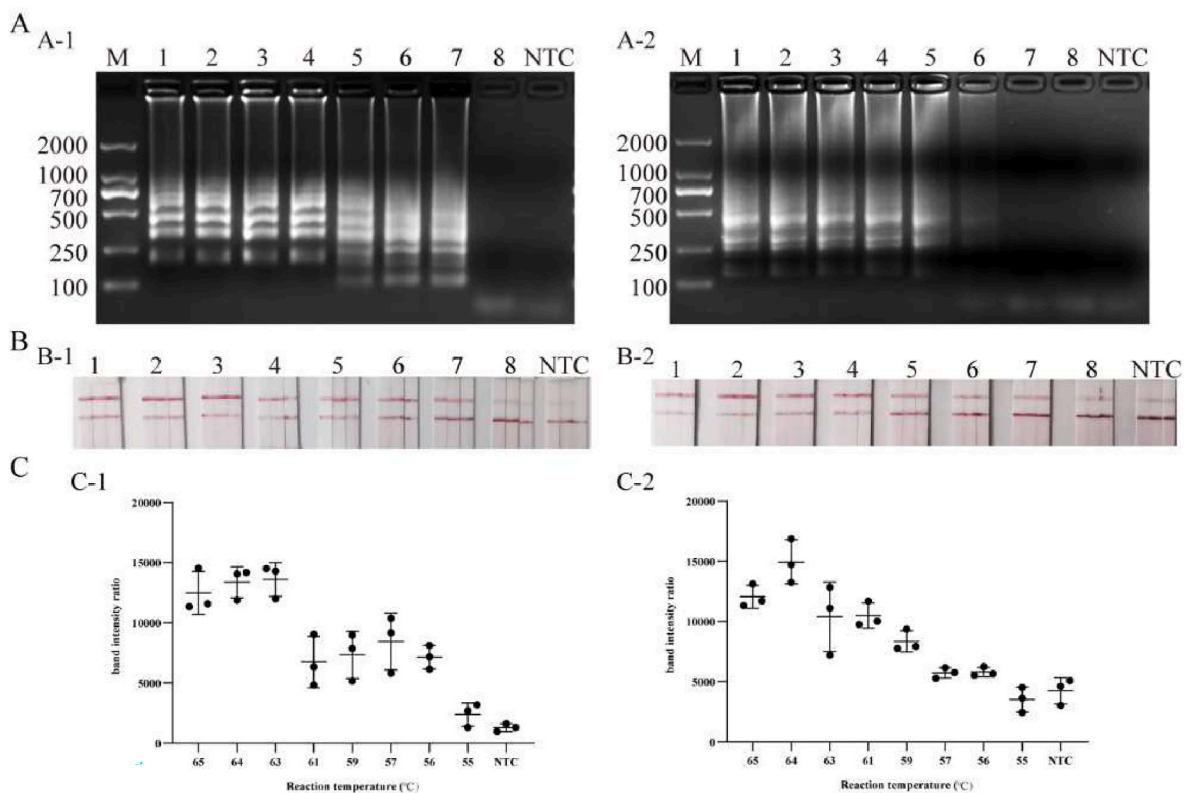 A
A-1
M 1 2 3 4 5 6 7 8 NTC
2000
1000
700
500
250
100
A-2
M 1 2 3 4 5 6 7 8 NTC
2000
1000
700
500
250
100
B
B-1
1 2 3 4 5 6 7 8 NTC
B-2
1 2 3 4 5 6 7 8 NTC
C
C-1
band intensity ratio
20000
15000
10000
5000
0
65 64 63 61 59 57 56 55 NTC
Reaction temperature (℃)
C-2
band intensity ratio
20000
15000
10000
5000
0
65 64 63 61 59 57 56 55 NTC
Reaction temperature (℃)